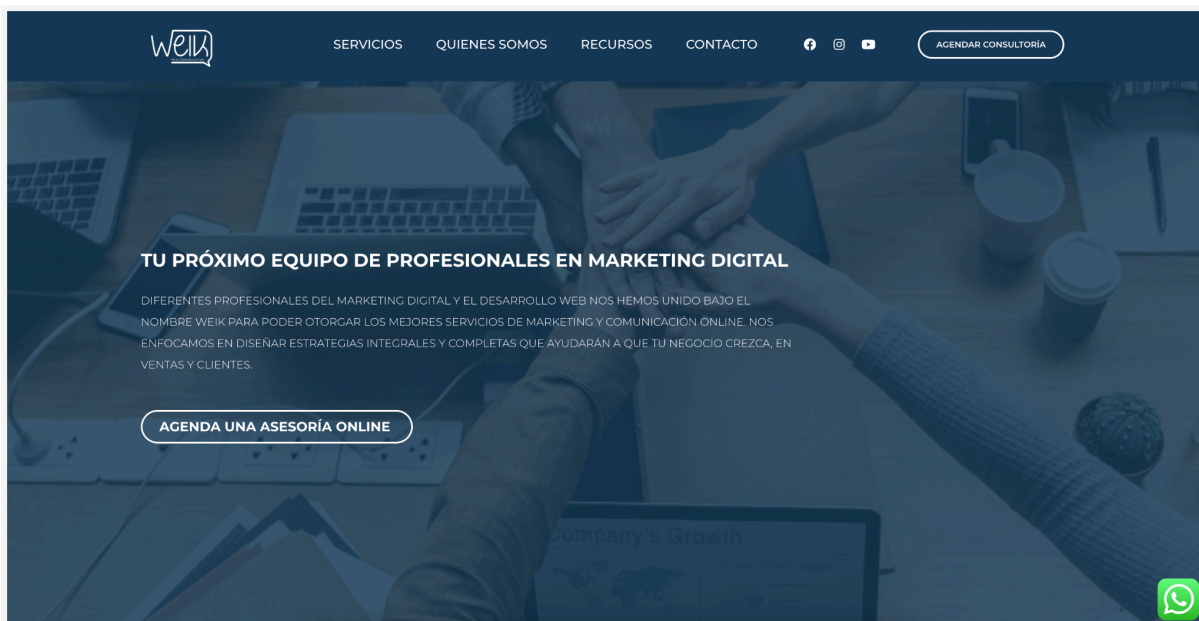 Weik
SERVICIOS
QUIENES SOMOS
RECURSOS
CONTACTO
AGENDAR CONSULTORÍA
TU PRÓXIMO EQUIPO DE PROFESIONALES EN MARKETING DIGITAL
DIFERENTES PROFESIONALES DEL MARKETING DIGITAL Y EL DESARROLLO WEB NOS HEMOS UNIDO BAJO EL
NOMBRE WEIK PARA PODER OTORGAR LOS MEJORES SERVICIOS DE MARKETING Y COMUNICACIÓN ONLINE. NOS
ENFOCAMOS EN DISEÑAR ESTRATEGIAS INTEGRALES Y COMPLETAS QUE AYUDARÁN A QUE TU NEGOCIO CREZCA, EN
VENTAS Y CLIENTES.
AGENDA UNA ASESORÍA ONLINE
Company's Growth